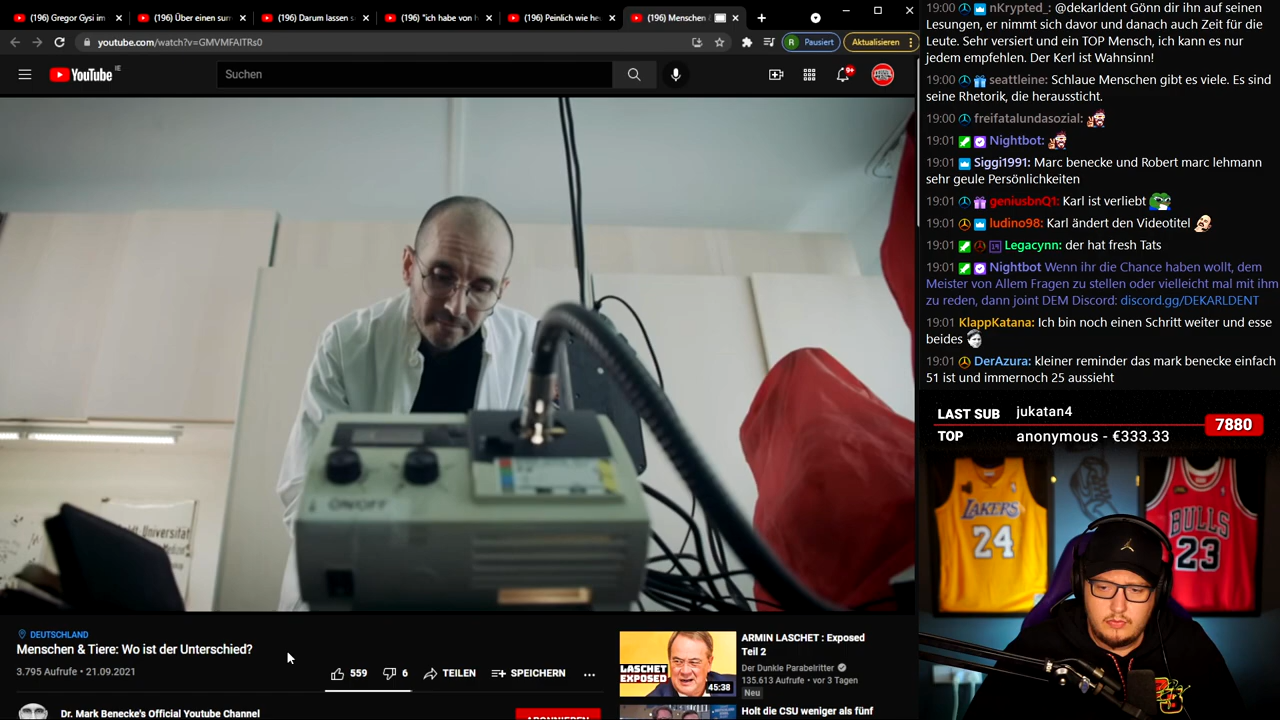 (196) Gregor Gysi im
(196) Über einen sur
(196) Darum lassen s
(196) "ich habe von h
(196) Peinlich wie he
(196) Menschen &
youtube.com/watch?v=GMVMFAlTRs0
R Pausiert
Aktualisieren
YouTube IE
Suchen
9+
ON/OFF
Universität
DEUTSCHLAND
Menschen & Tiere: Wo ist der Unterschied?
3.795 Aufrufe • 21.09.2021
559
6
TEILEN
SPEICHERN
Dr. Mark Benecke's Official Youtube Channel
ABONNIEREN
LASCHET
EXPOSED
45:38
ARMIN LASCHET : Exposed
Teil 2
Der Dunkle Parabelritter
135.613 Aufrufe • vor 3 Tagen
Neu
Holt die CSU weniger als fünf
19:00 nKrypted_: @dekarldent Gönn dir ihn auf seinen
Lesungen, er nimmt sich davor und danach auch Zeit für die
Leute. Sehr versiert und ein TOP Mensch, ich kann es nur
jedem empfehlen. Der Kerl ist Wahnsinn!
19:00 seattleine: Schlaue Menschen gibt es viele. Es sind
seine Rhetorik, die heraussticht.
19:00 freifatalundasozial:
19:01 Nightbot:
19:01 Siggi1991: Marc benecke und Robert marc lehmann
sehr geule Persönlichkeiten
19:01 geniusbnQ1: Karl ist verliebt
19:01 ludino98: Karl ändert den Videotitel
19:01 Legacynn: der hat fresh Tats
19:01 Nightbot Wenn ihr die Chance haben wollt, dem
Meister von Allem Fragen zu stellen oder vielleicht mal mit ihm
zu reden, dann joint DEM Discord: discord.gg/DEKARLDENT
19:01 KlappKatana: Ich bin noch einen Schritt weiter und esse
beides
19:01 DerAzura: kleiner reminder das mark benecke einfach
51 ist und immernoch 25 aussieht
LAST SUB jukatan4
TOP anonymous - €333.33
7880
LAKERS
24
BULLS
23